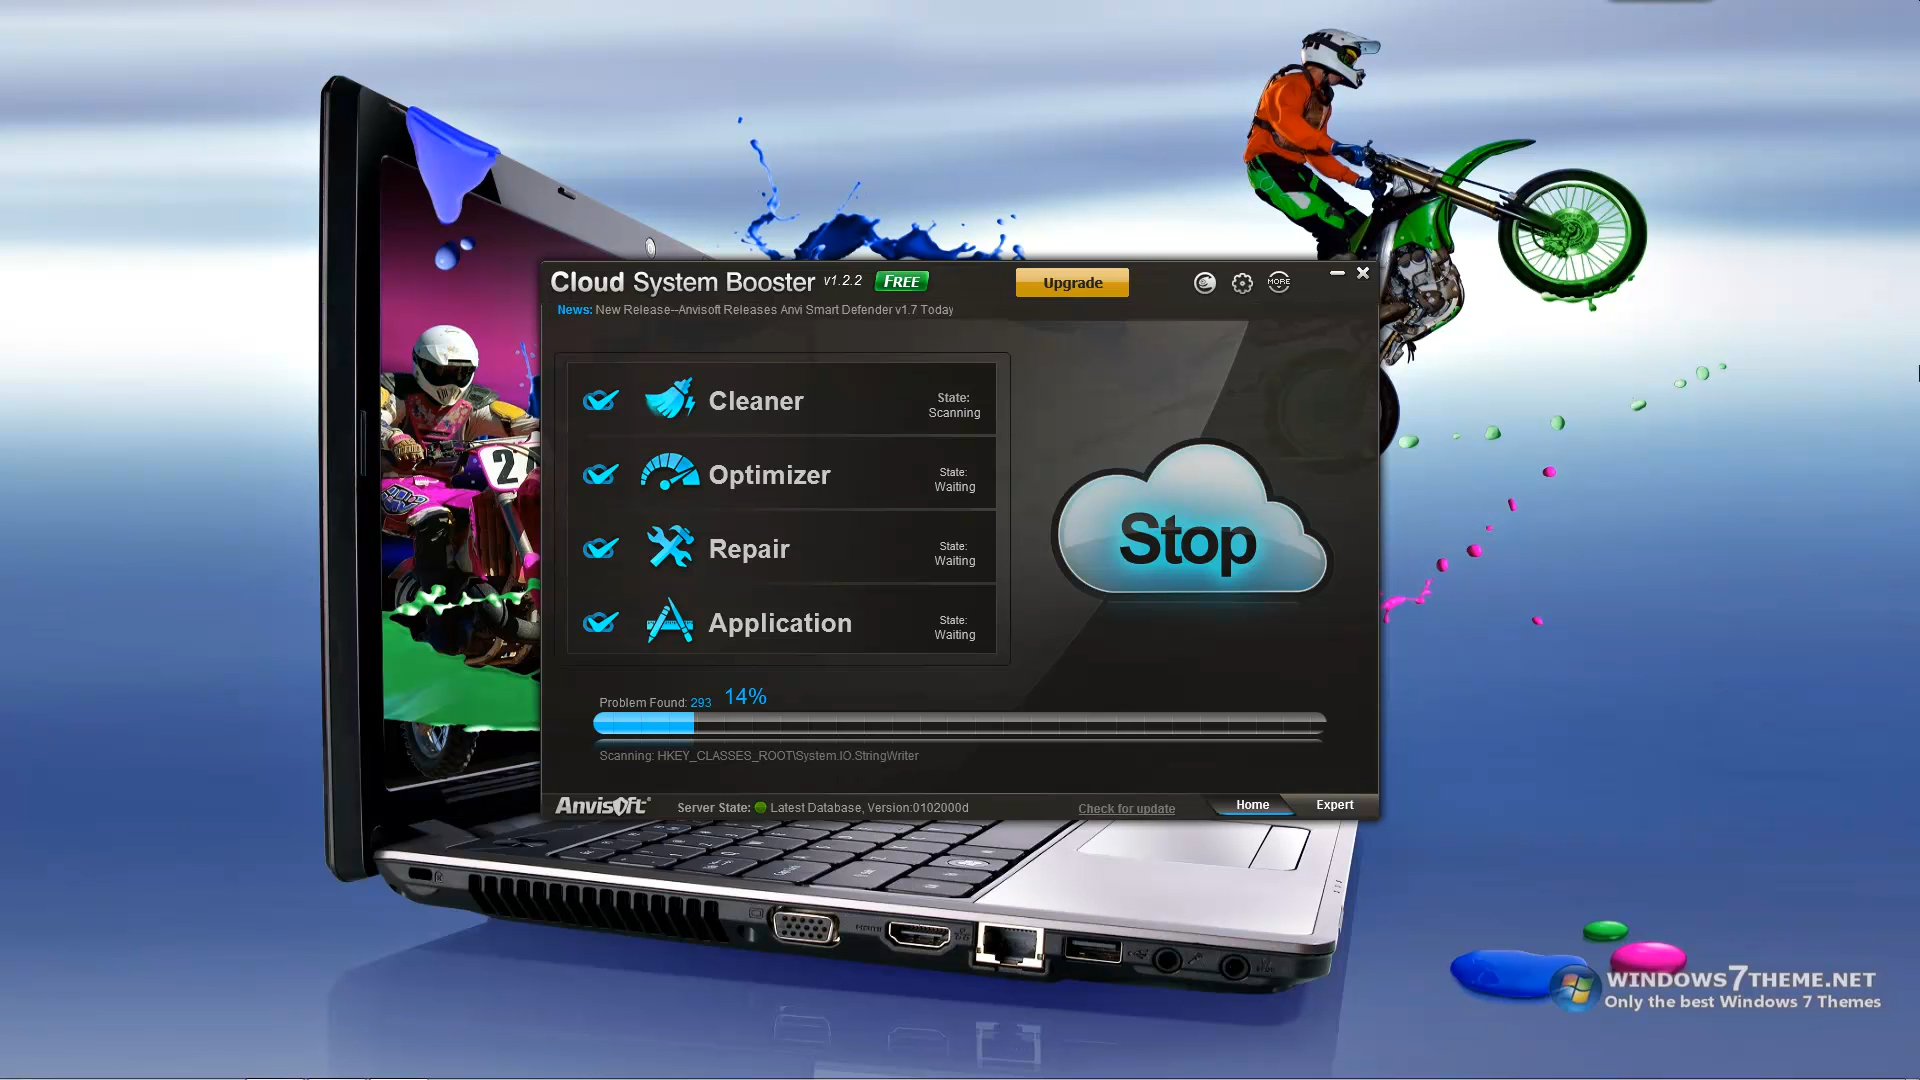 Cloud System Booster v1.2.2 FREE
Upgrade
MORE
News: New Release--Anvisoft Releases Anvi Smart Defender v1.7 Today
Cleaner
State:
Scanning
Optimizer
State:
Waiting
Repair
State:
Waiting
Application
State:
Waiting
Stop
Problem Found: 293 14%
Scanning: HKEY_CLASSES_ROOT\System.IO.StringWriter
Anvisoft
Server State: Latest Database, Version:0102000d
Check for update
Home
Expert
2
WINDOWS7THEME.NET
Only the best Windows 7 Themes